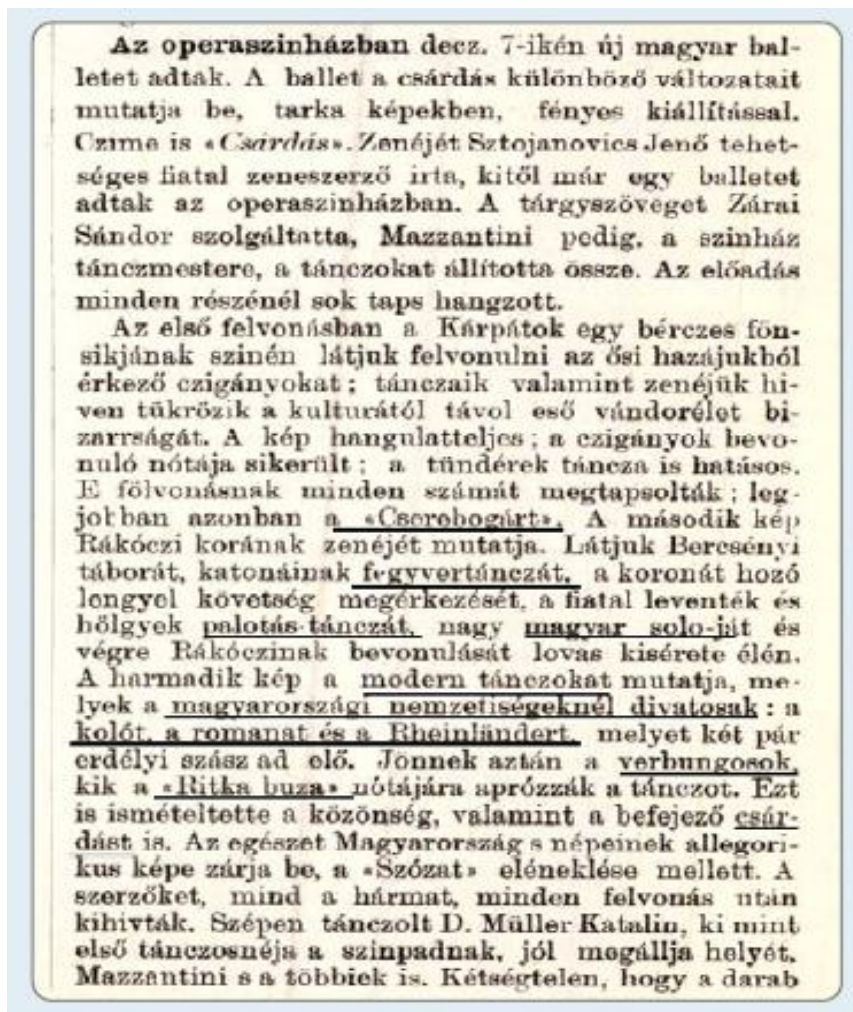 Az operaszinházban decz. 7-ikén új magyar bal-
letet adtak. A ballet a csárdás különböző változatait
mutatja be, tarka képekben, fényes kiállítással.
Czime is «Csárdás». Zenéjét Sztojanovics Jenő tehet-
séges fiatal zeneszerző irta, kitől már egy balletet
adtak az operaszinházban. A tárgyszöveget Zárai
Sándor szolgáltatta, Mazzantini pedig, a szinház
tánczmestere, a tánczokat állította össze. Az előadás
minden részénél sok taps hangzott.
Az első felvonásban a Kárpátok egy bérczes fön-
sikjának szinén látjuk felvonulni az ősi hazájukból
érkező czigányokat; tánczaik valamint zenéjük hi-
ven tükrözik a kulturától távol eső vándorélet bi-
zarrságát. A kép hangulatteljes; a czigányok bevo-
nuló nótája sikerült; a tündérek táncza is hatásos.
E fölvonásnak minden számát megtapsolták; leg-
jobban azonban a «Cserebogárt». A második kép
Rákóczi korának zenéjét mutatja. Látjuk Bercsényi
táborát, katonáinak fegyvertánczát, a koronát hozó
lengyel követség megérkezését, a fiatal leventék és
hölgyek palotás-tánczát, nagy magyar solo-ját és
végre Rákóczinak bevonulását lovas kisérete élén.
A harmadik kép a modern tánczokat mutatja, me-
lyek a magyarországi nemzetiségeknél divatosak: a
kolót, a romanat és a Rheinländert, melyet két pár
erdélyi szász ad elő. Jönnek aztán a verbungosok,
kik a «Ritka buza» nótájára aprózzák a tánczot. Ezt
is ismételtette a közönség, valamint a befejező csár-
dást is. Az egészet Magyarország s népeinek allegori-
kus képe zárja be, a «Szózat» eléneklése mellett. A
szerzőket, mind a hármat, minden felvonás után
kihivták. Szépen tánczolt D. Müller Katalin, ki mint
első tánczosnéja a szinpadnak, jól megállja helyét,
Mazzantini s a többiek is. Kétségtelen, hogy a darab